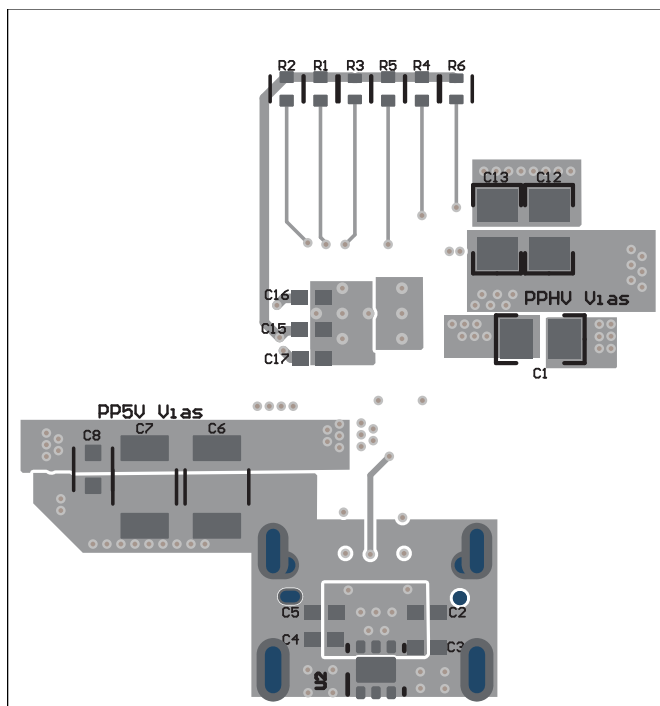 R2 R1 R3 R5 R4 R6
C13 C12
C16
PPHV Vias
C15
C17
C1
PP5V Vias
C8 C7 C6
C5 C2
C4 C3
U2